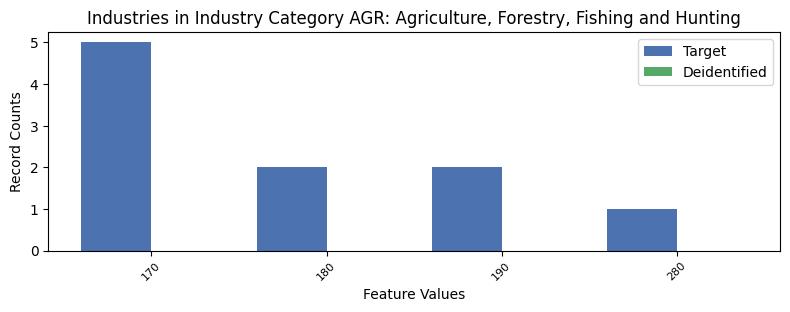 Industries in Industry Category AGR: Agriculture, Forestry, Fishing and Hunting
Target
Deidentified
Record Counts
5
4
3
2
1
0
170
180
190
280
Feature Values